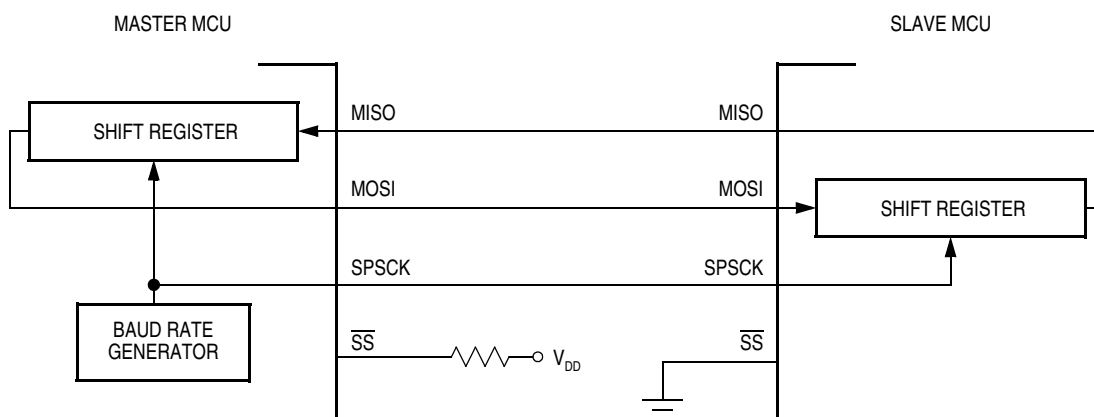 MASTER MCU
SLAVE MCU
SHIFT REGISTER
MISO
MISO
MOSI
MOSI
SHIFT REGISTER
SPSCK
SPSCK
BAUD RATE
GENERATOR
SS
V_DD
SS